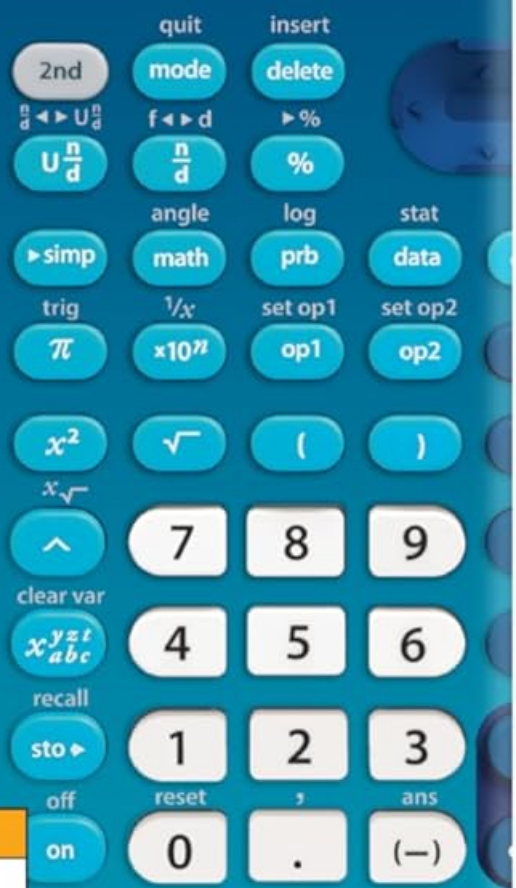 quit insert
2nd mode delete
n/d ◄► U n/d f◄►d ►%
U n/d n/d %
angle log stat
►simp math prb data
trig 1/x set op1 set op2
π ×10ⁿ op1 op2
x² √ ( )
x√
^ 7 8 9
clear var
x yzt abc 4 5 6
recall
sto► 1 2 3
off reset , ans
on 0 . (−)